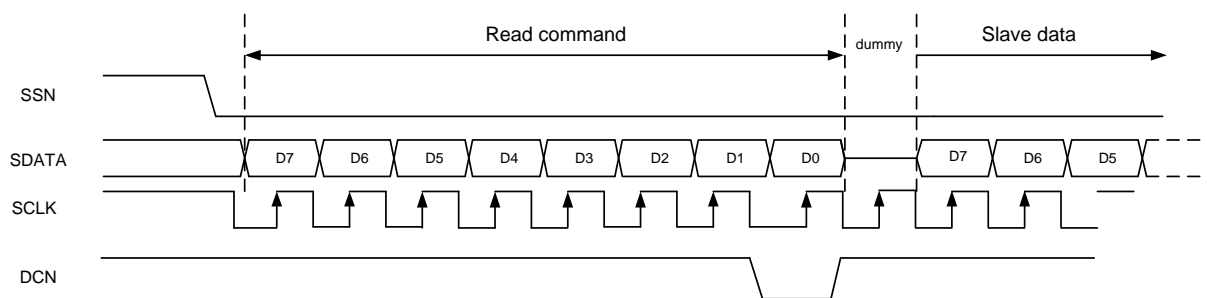 Read command
dummy
Slave data
SSN
SDATA
D7 D6 D5 D4 D3 D2 D1 D0 D7 D6 D5
SCLK
DCN